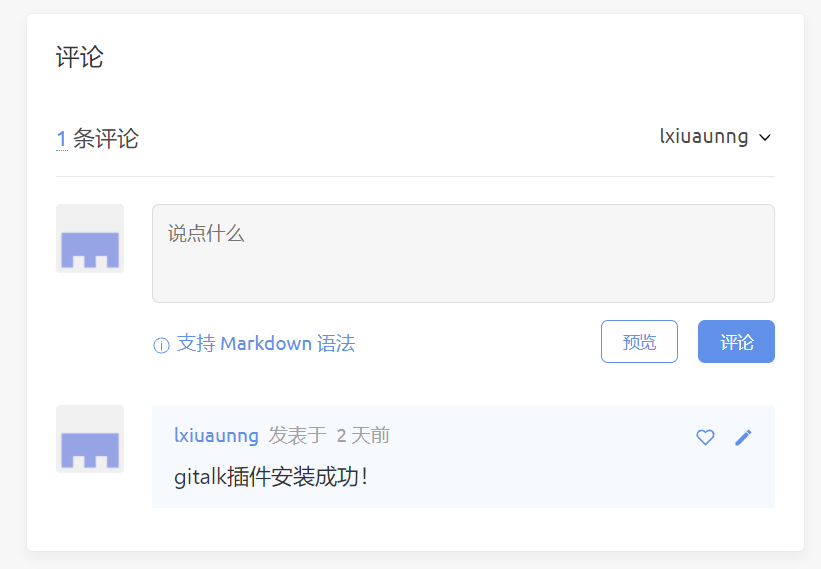 评论
1 条评论
lxiuaunng
说点什么
支持 Markdown 语法
预览
评论
lxiuaunng 发表于 2 天前
gitalk插件安装成功！